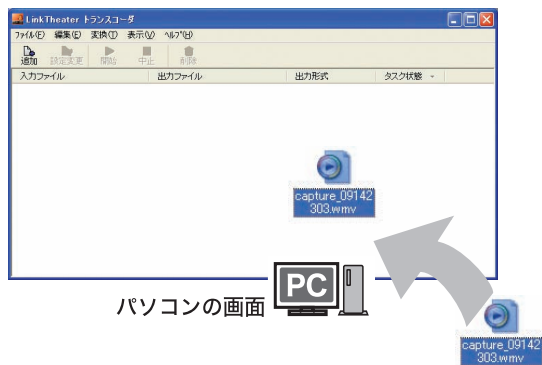 LinkTheater トランスコーダ
ファイル(F) 編集(E) 変換(T) 表示(V) ヘルプ(H)
追加 設定変更 開始 中止 削除
入力ファイル 出力ファイル 出力形式 タスク状態
capture_09142
303.wmv
PC
パソコンの画面
capture_09142
303.wmv